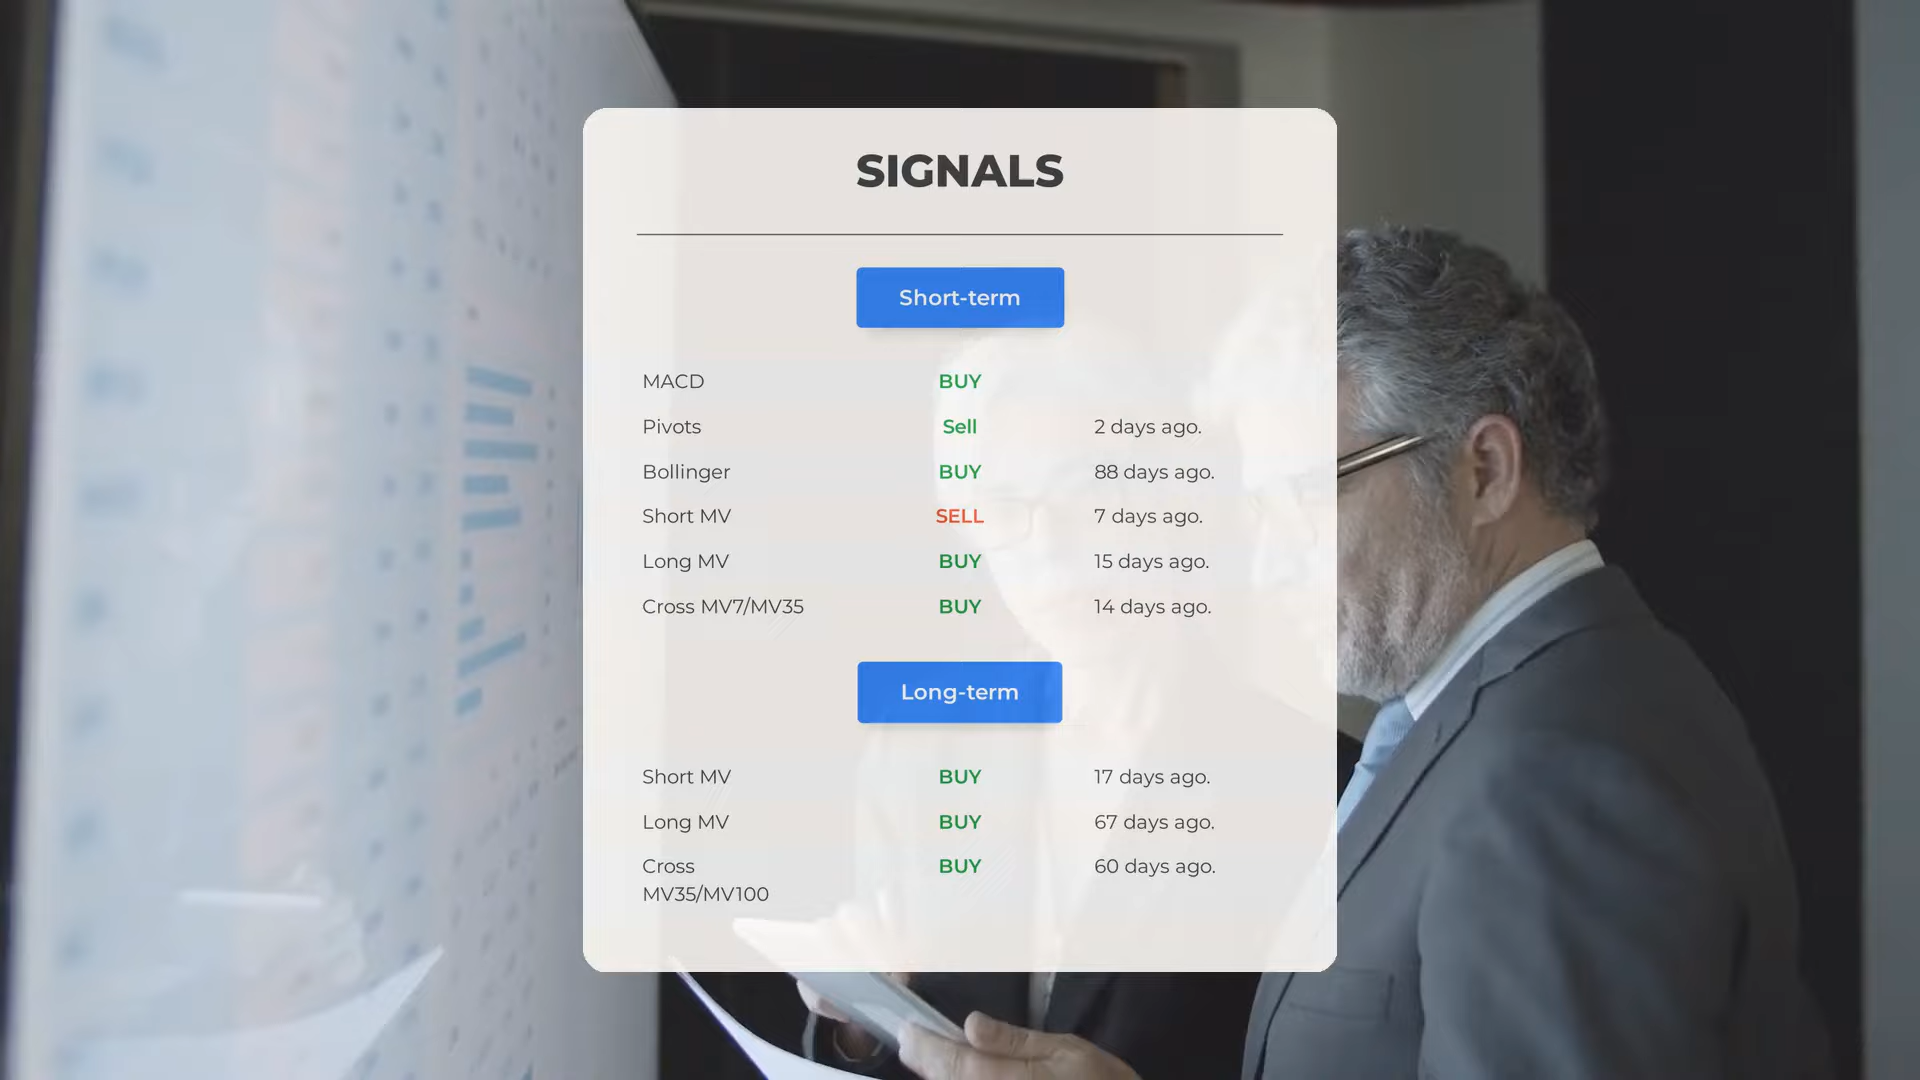 SIGNALS
Short-term
MACD BUY
Pivots Sell 2 days ago.
Bollinger BUY 88 days ago.
Short MV SELL 7 days ago.
Long MV BUY 15 days ago.
Cross MV7/MV35 BUY 14 days ago.
Long-term
Short MV BUY 17 days ago.
Long MV BUY 67 days ago.
Cross BUY 60 days ago.
MV35/MV100